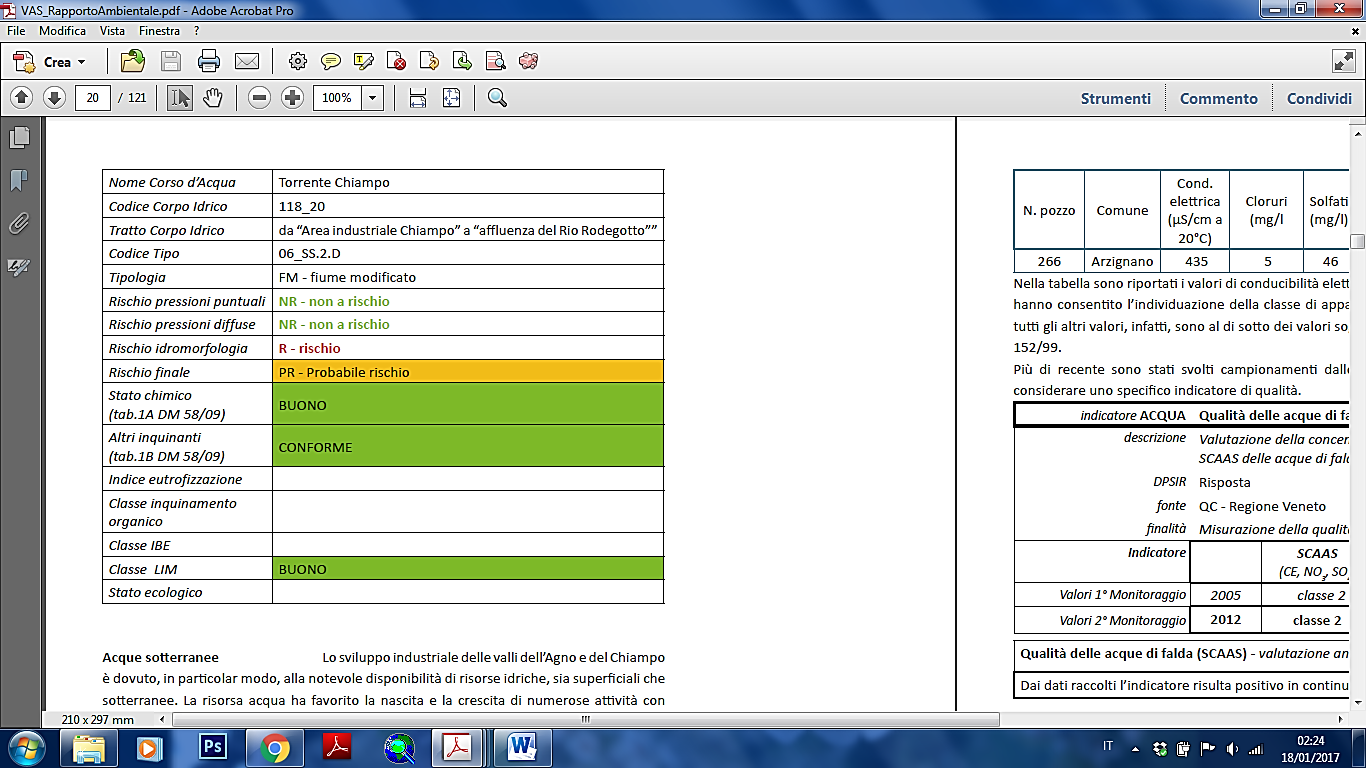 VAS_RapportoAmbientale.pdf - Adobe Acrobat Pro
File Modifica Vista Finestra ?
Crea
20 / 121 100% Strumenti Commento Condividi
Nome Corso d'Acqua Torrente Chiampo
Codice Corpo Idrico 118_20
Tratto Corpo Idrico da “Area industriale Chiampo” a “affluenza del Rio Rodegotto””
Codice Tipo 06_SS.2.D
Tipologia FM - fiume modificato
Rischio pressioni puntuali NR - non a rischio
Rischio pressioni diffuse NR - non a rischio
Rischio idromorfologia R - rischio
Rischio finale PR - Probabile rischio
Stato chimico
(tab.1A DM 58/09) BUONO
Altri inquinanti
(tab.1B DM 58/09) CONFORME
Indice eutrofizzazione
Classe inquinamento
organico
Classe IBE
Classe LIM BUONO
Stato ecologico
Acque sotterranee Lo sviluppo industriale delle valli dell'Agno e del Chiampo
è dovuto, in particolar modo, alla notevole disponibilità di risorse idriche, sia superficiali che
sotterranee. La risorsa acqua ha favorito la nascita e la crescita di numerose attività con
N. pozzo Comune Cond. elettrica (µS/cm a 20°C) Cloruri (mg/l Solfati (mg/l)
266 Arzignano 435 5 46
Nella tabella sono riportati i valori di conducibilità elett
hanno consentito l'individuazione della classe di appa
tutti gli altri valori, infatti, sono al di sotto dei valori so
152/99.
Più di recente sono stati svolti campionamenti dall
considerare uno specifico indicatore di qualità.
indicatore ACQUA Qualità delle acque di fa
descrizione Valutazione della concen
SCAAS delle acque di fald
DPSIR Risposta
fonte QC - Regione Veneto
finalità Misurazione della qualit
Indicatore SCAAS
(CE, NO3, SO
Valori 1° Monitoraggio 2005 classe 2
Valori 2° Monitoraggio 2012 classe 2
Qualità delle acque di falda (SCAAS) - valutazione an
Dai dati raccolti l'indicatore risulta positivo in continu
210 x 297 mm
IT 02:24
18/01/2017